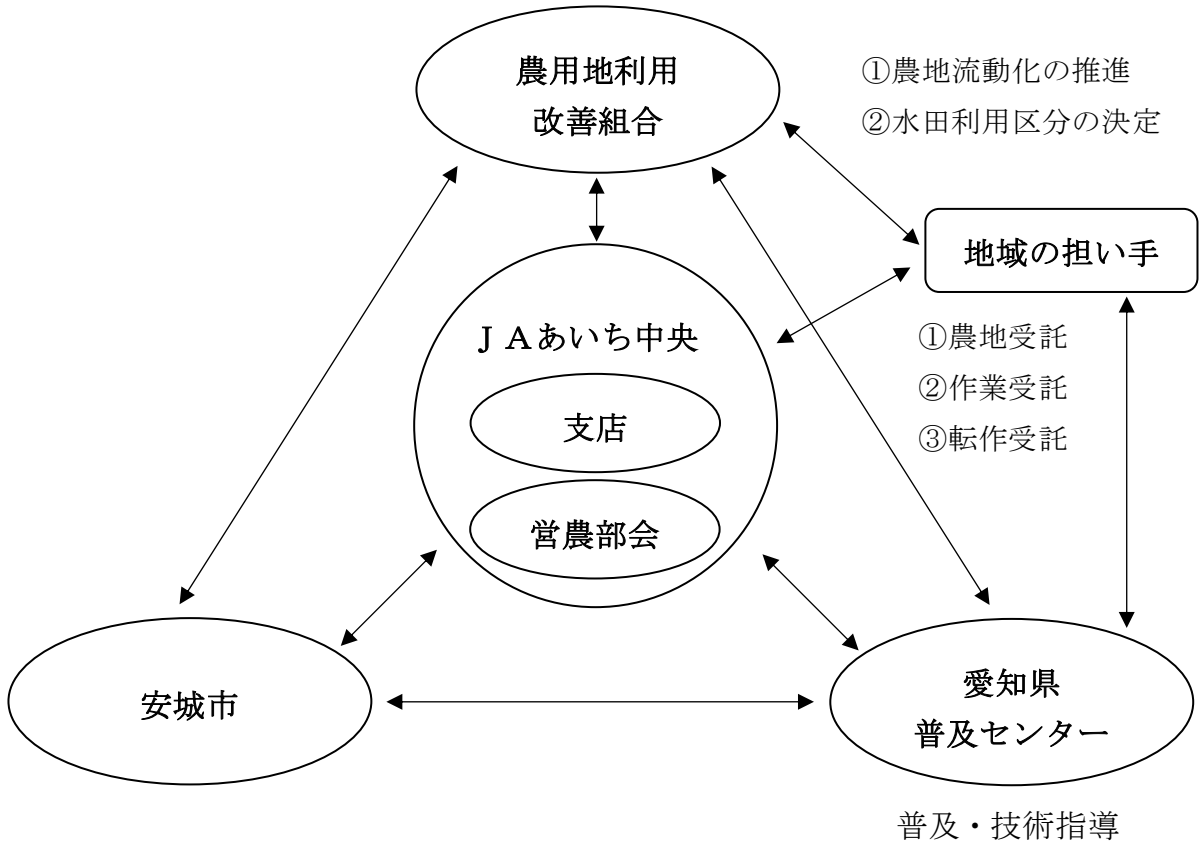 農用地利用
改善組合
①農地流動化の推進
②水田利用区分の決定
地域の担い手
ＪＡあいち中央
①農地受託
②作業受託
③転作受託
支店
営農部会
安城市
愛知県
普及センター
普及・技術指導